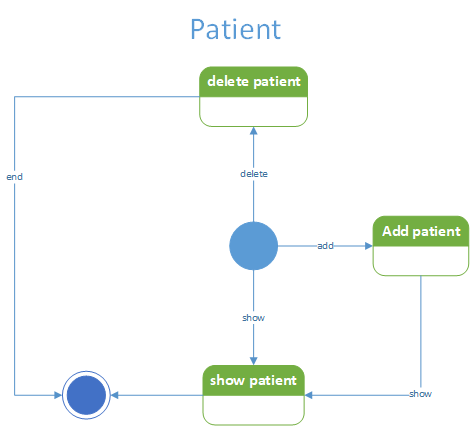 Patient
delete patient
end
delete
Add patient
add
show
show patient
show